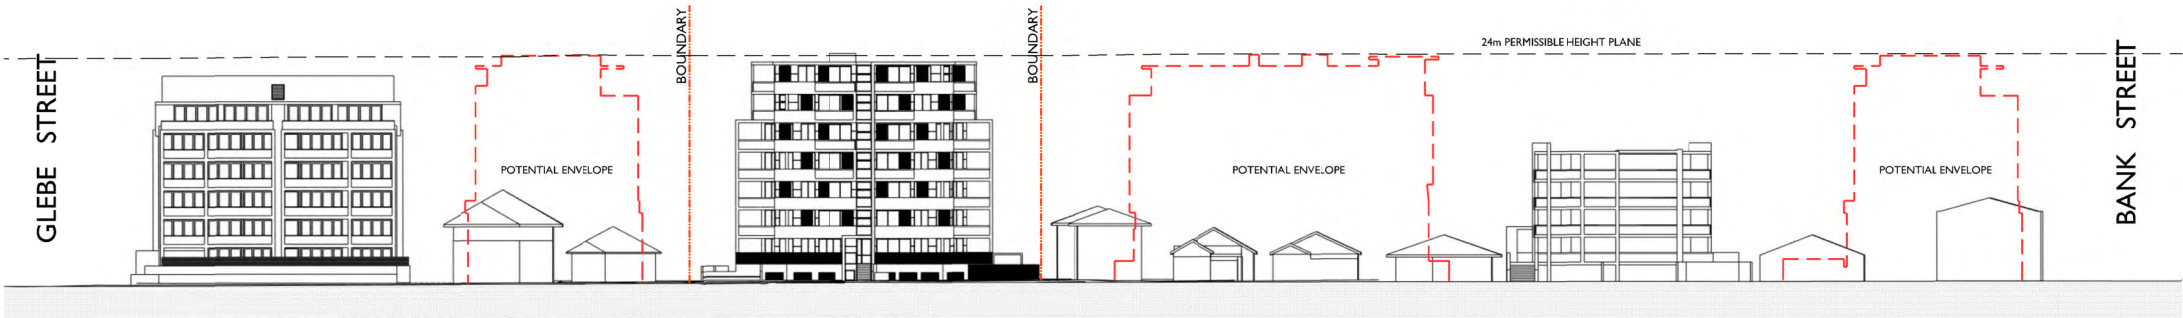 GLEBE STREET
POTENTIAL ENVELOPE
BOUNDARY
BOUNDARY
24m PERMISSIBLE HEIGHT PLANE
POTENTIAL ENVELOPE
POTENTIAL ENVELOPE
BANK STREET